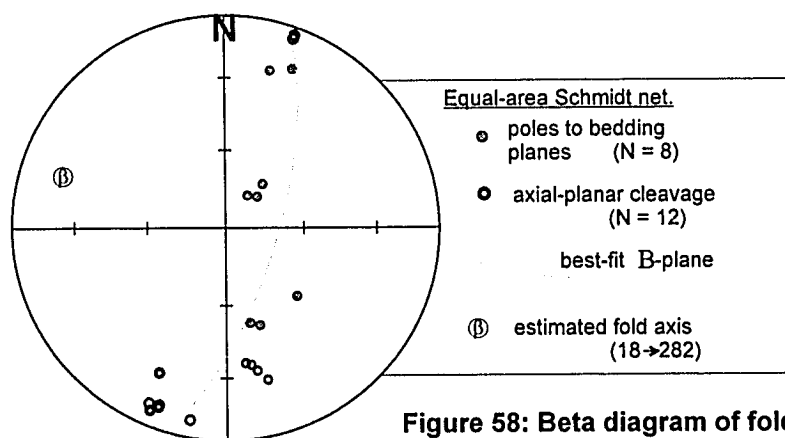 N
β
Equal-area Schmidt net.
poles to bedding
planes (N = 8)
axial-planar cleavage
(N = 12)
best-fit B-plane
β estimated fold axis
(18→282)
Figure 58: Beta diagram of fold